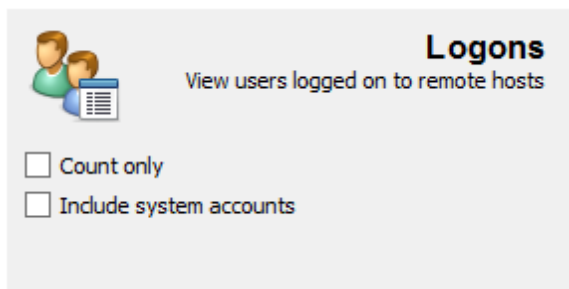 Logons
View users logged on to remote hosts
Count only
Include system accounts